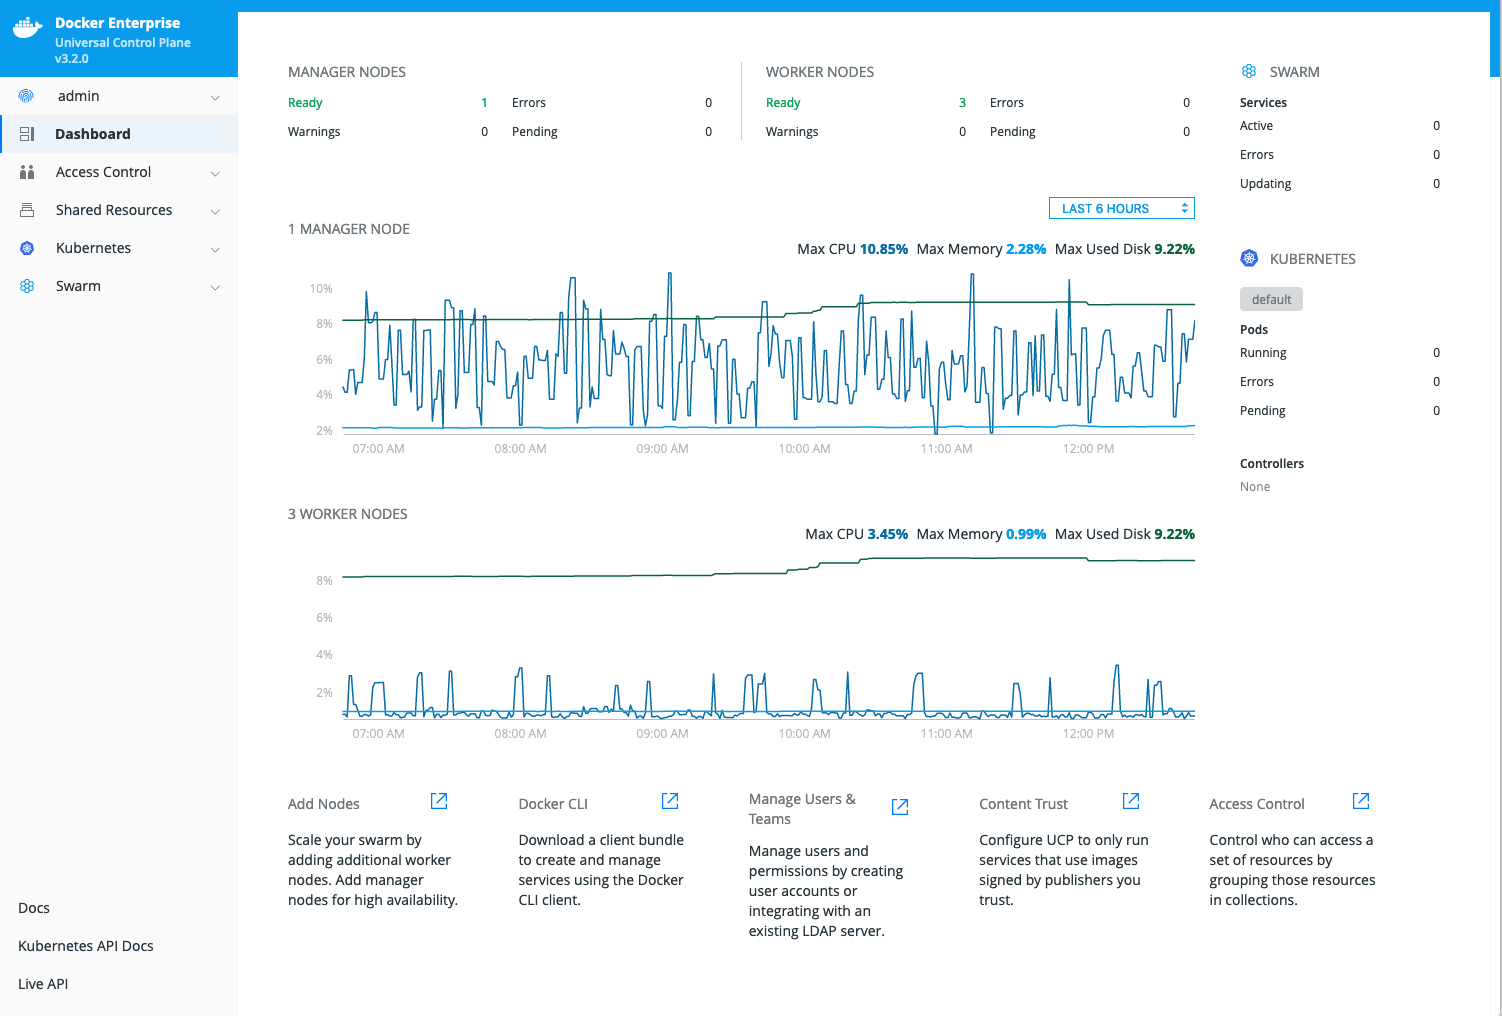 Docker Enterprise
Universal Control Plane
v3.2.0
admin
Dashboard
Access Control
Shared Resources
Kubernetes
Swarm
Docs
Kubernetes API Docs
Live API
MANAGER NODES
Ready 1 Errors 0
Warnings 0 Pending 0
WORKER NODES
Ready 3 Errors 0
Warnings 0 Pending 0
LAST 6 HOURS
1 MANAGER NODE
Max CPU 10.85% Max Memory 2.28% Max Used Disk 9.22%
10%
8%
6%
4%
2%
07:00 AM 08:00 AM 09:00 AM 10:00 AM 11:00 AM 12:00 PM
3 WORKER NODES
Max CPU 3.45% Max Memory 0.99% Max Used Disk 9.22%
8%
6%
4%
2%
07:00 AM 08:00 AM 09:00 AM 10:00 AM 11:00 AM 12:00 PM
SWARM
Services
Active 0
Errors 0
Updating 0
KUBERNETES
default
Pods
Running 0
Errors 0
Pending 0
Controllers
None
Add Nodes
Scale your swarm by
adding additional worker
nodes. Add manager
nodes for high availability.
Docker CLI
Download a client bundle
to create and manage
services using the Docker
CLI client.
Manage Users &
Teams
Manage users and
permissions by creating
user accounts or
integrating with an
existing LDAP server.
Content Trust
Configure UCP to only run
services that use images
signed by publishers you
trust.
Access Control
Control who can access a
set of resources by
grouping those resources
in collections.